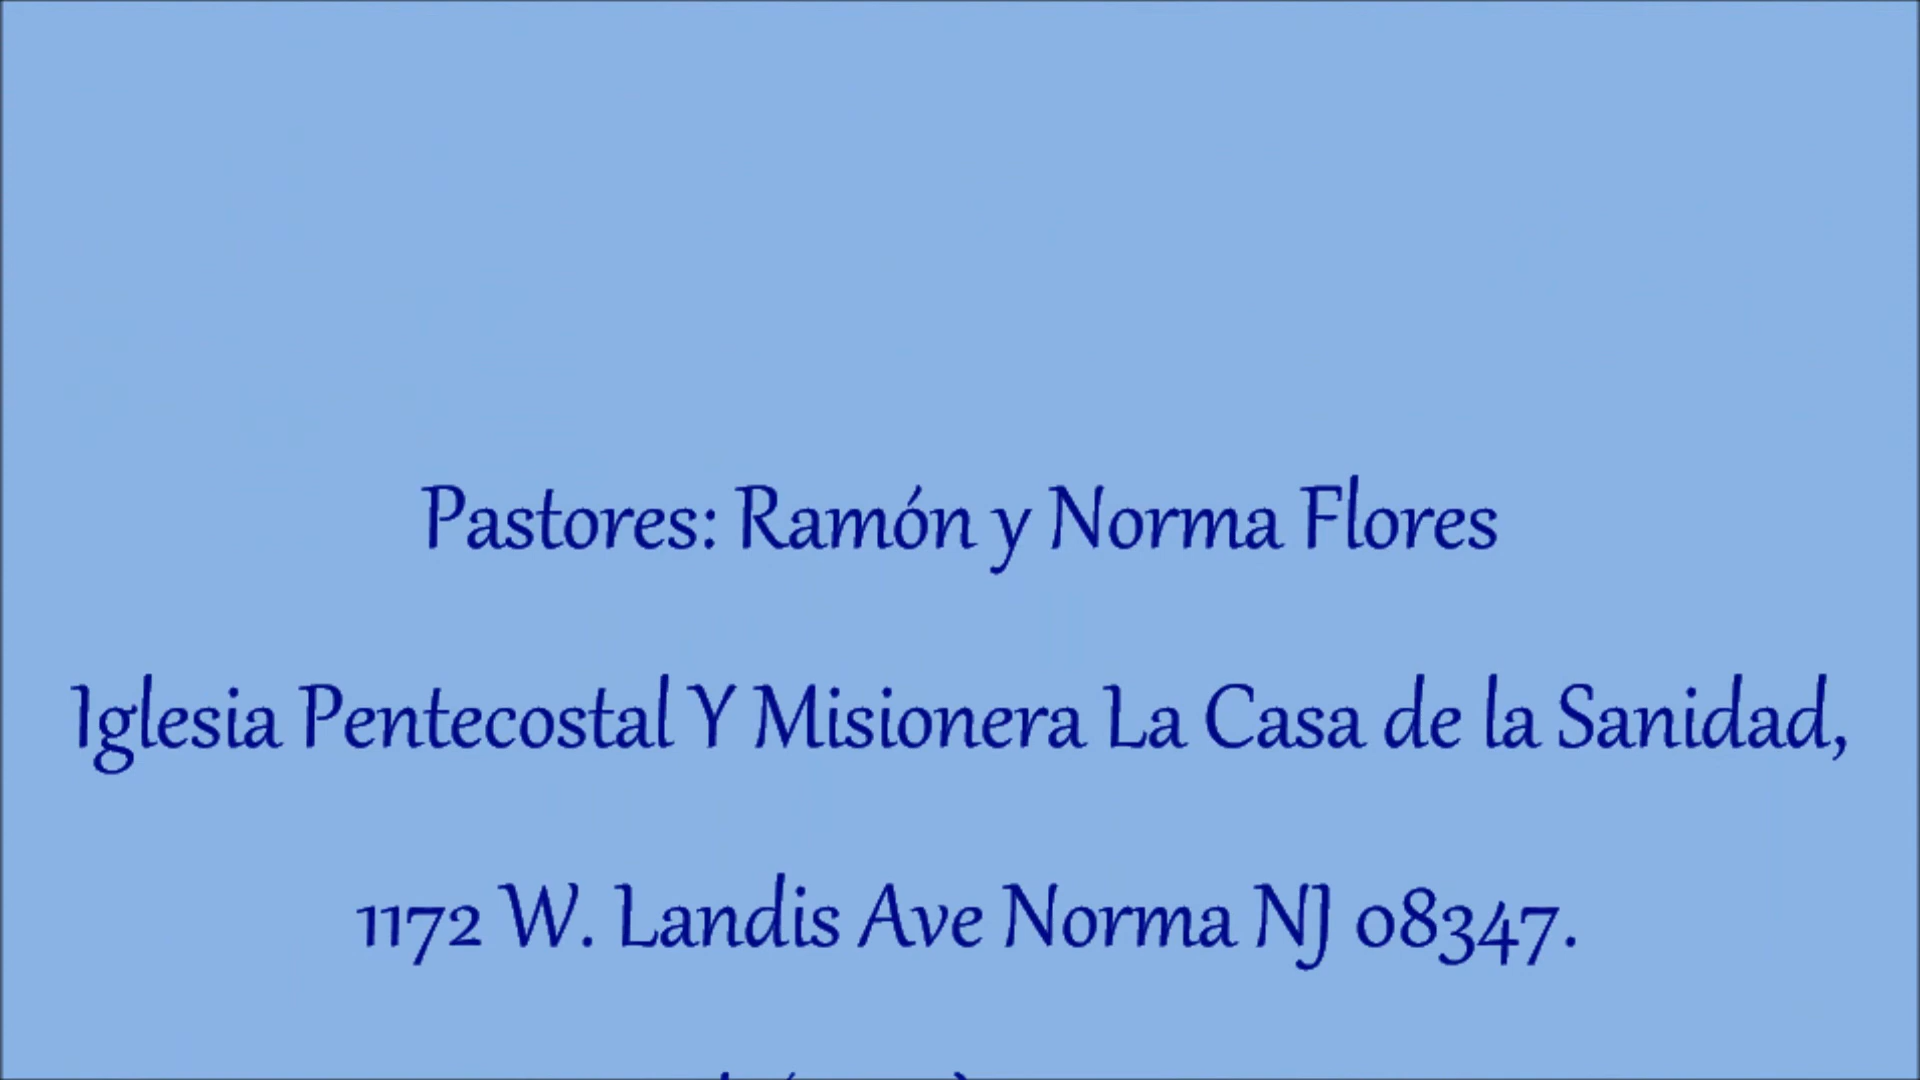 Pastores: Ramón y Norma Flores
Iglesia Pentecostal Y Misionera La Casa de la Sanidad,
1172 W. Landis Ave Norma NJ 08347.